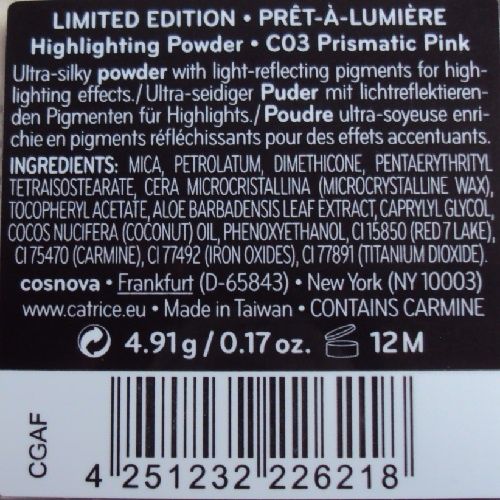 LIMITED EDITION • PRÊT-À-LUMIÈRE
Highlighting Powder • C03 Prismatic Pink
Ultra-silky powder with light-reflecting pigments for high-
lighting effects./Ultra-seidiger Puder mit lichtreflektieren-
den Pigmenten für Highlights./Poudre ultra-soyeuse enri-
chie en pigments réfléchissants pour des effets accentuants.
INGREDIENTS: MICA, PETROLATUM, DIMETHICONE, PENTAERYTHRITYL
TETRAISOSTEARATE, CERA MICROCRISTALLINA (MICROCRYSTALLINE WAX),
TOCOPHERYL ACETATE, ALOE BARBADENSIS LEAF EXTRACT, CAPRYLYL GLYCOL,
COCOS NUCIFERA (COCONUT) OIL, PHENOXYETHANOL, CI 15850 (RED 7 LAKE),
CI 75470 (CARMINE), CI 77492 (IRON OXIDES), CI 77891 (TITANIUM DIOXIDE).
cosnova • Frankfurt (D-65843) • New York (NY 10003)
www.catrice.eu • Made in Taiwan • CONTAINS CARMINE
4.91g/0.17oz. 12M
CGAF
4 251232 226218